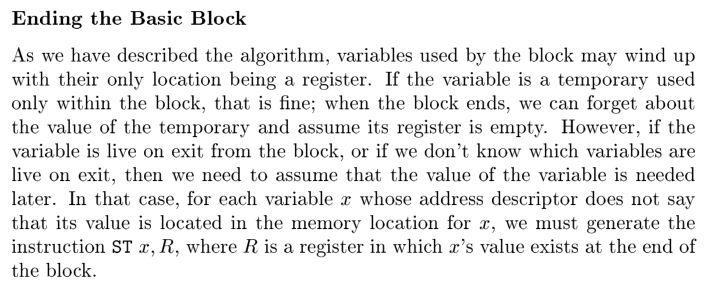 Ending the Basic Block
As we have described the algorithm, variables used by the block may wind up
with their only location being a register. If the variable is a temporary used
only within the block, that is fine; when the block ends, we can forget about
the value of the temporary and assume its register is empty. However, if the
variable is live on exit from the block, or if we don't know which variables are
live on exit, then we need to assume that the value of the variable is needed
later. In that case, for each variable x whose address descriptor does not say
that its value is located in the memory location for x, we must generate the
instruction ST x, R, where R is a register in which x's value exists at the end of
the block.